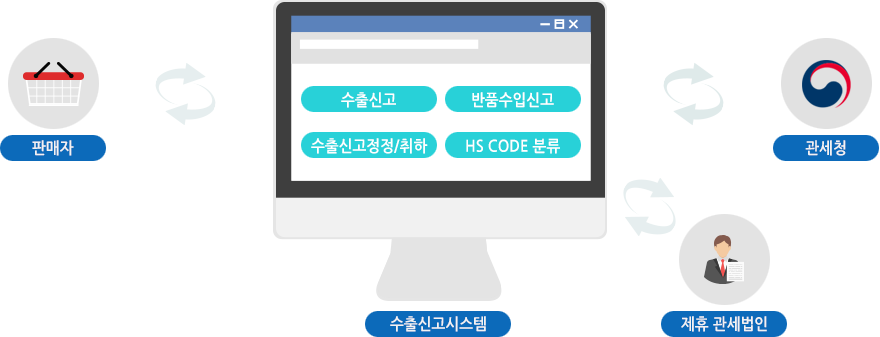 수출신고
반품수입신고
수출신고정정/취하
HS CODE 분류
판매자
관세청
수출신고시스템
제휴 관세법인